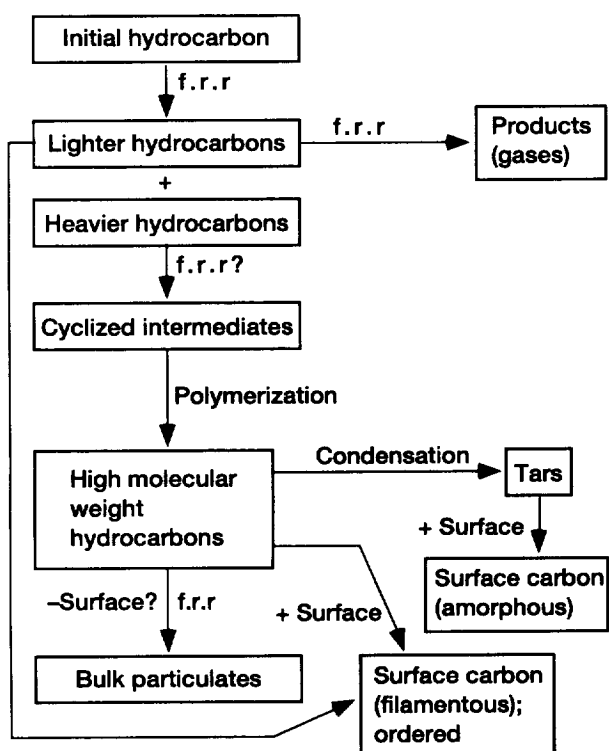 Initial hydrocarbon
f.r.r
Lighter hydrocarbons
f.r.r
Products
(gases)
+
Heavier hydrocarbons
f.r.r?
Cyclized intermediates
Polymerization
High molecular
weight
hydrocarbons
Condensation
Tars
+ Surface
Surface carbon
(amorphous)
–Surface?
f.r.r
+ Surface
Bulk particulates
Surface carbon
(filamentous);
ordered